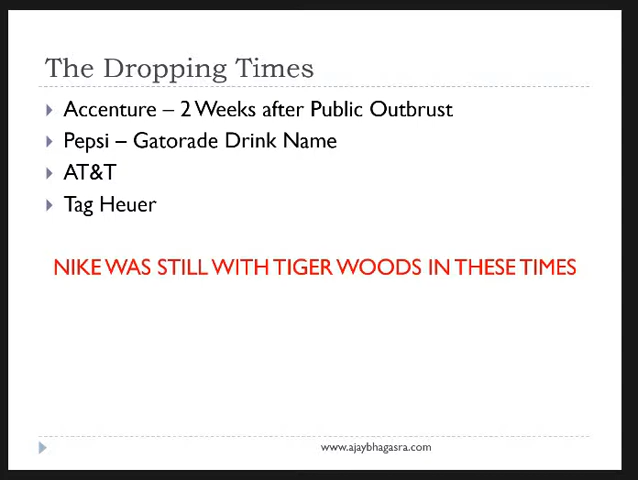 The Dropping Times
Accenture – 2 Weeks after Public Outbrust
Pepsi – Gatorade Drink Name
AT&T
Tag Heuer
NIKE WAS STILL WITH TIGER WOODS IN THESE TIMES
www.ajaybhagasra.com